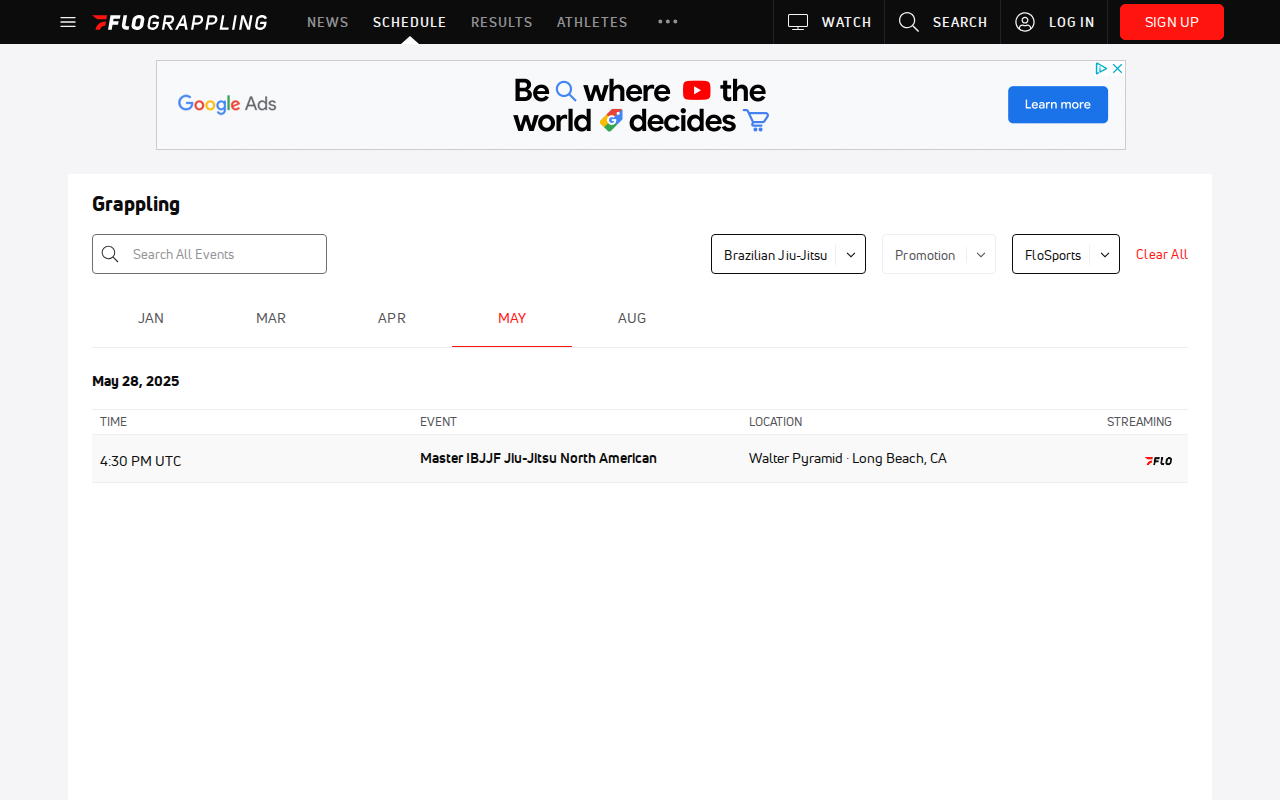 FLOGRAPPLING NEWS SCHEDULE RESULTS ATHLETES WATCH SEARCH LOG IN SIGN UP
Google Ads
Be where the
world decides
Learn more
Grappling
Search All Events
Brazilian Jiu-Jitsu
Promotion
FloSports
Clear All
JAN MAR APR MAY AUG
May 28, 2025
TIME EVENT LOCATION STREAMING
4:30 PM UTC Master IBJJF Jiu-Jitsu North American Walter Pyramid · Long Beach, CA FLO